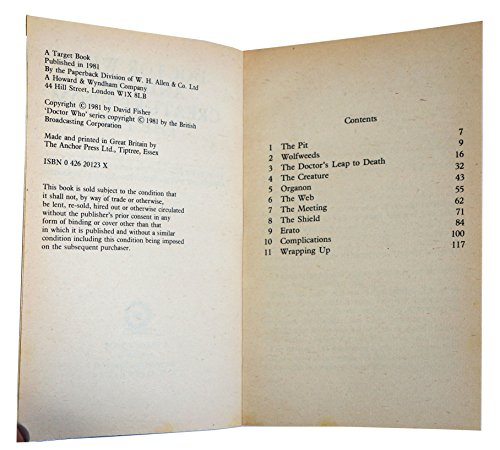 A Target Book
Published in 1981
By the Paperback Division of W. H. Allen & Co. Ltd
A Howard & Wyndham Company
44 Hill Street, London W1X 8LB
Copyright © 1981 by David Fisher
'Doctor Who' series copyright © 1981 by the British
Broadcasting Corporation
Made and printed in Great Britain by
The Anchor Press Ltd., Tiptree, Essex
ISBN 0 426 20123 X
This book is sold subject to the condition that
it shall not, by way of trade or otherwise,
be lent, re-sold, hired out or otherwise circulated
without the publisher's prior consent in any
form of binding or cover other than that
in which it is published and without a similar
condition including this condition being imposed
on the subsequent purchaser.
Contents
1 The Pit 7
2 Wolfweeds 9
3 The Doctor's Leap to Death 16
4 The Creature 32
5 Organon 43
6 The Web 55
7 The Meeting 62
8 The Shield 71
9 Erato 84
10 Complications 100
11 Wrapping Up 117